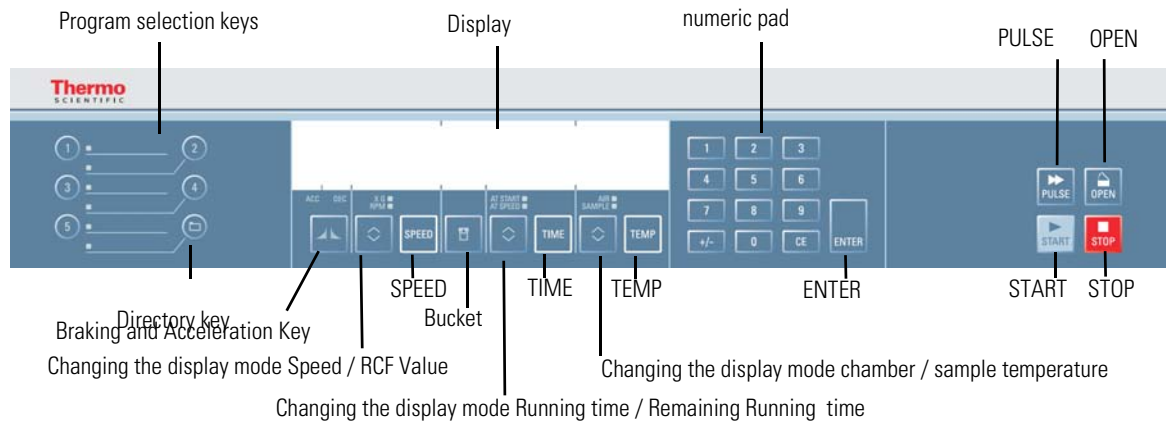 Program selection keys
Display
numeric pad
PULSE
OPEN
Thermo
SCIENTIFIC
1
2
1 2 3
3
4
4 5 6
PULSE OPEN
ACC DEC
X G
RPM
AT START
AT SPEED
AIR
SAMPLE
7 8 9
5
SPEED
TIME
TEMP
+/- 0 CE ENTER
START STOP
SPEED
TIME
TEMP
ENTER
START
STOP
Directory key
Bucket
Braking and Acceleration Key
Changing the display mode Speed / RCF Value
Changing the display mode chamber / sample temperature
Changing the display mode Running time / Remaining Running time